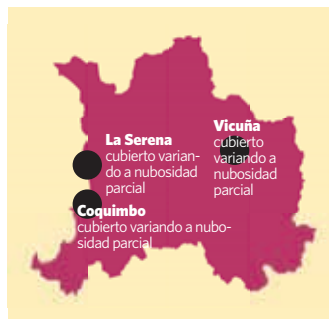 La Serena
cubierto varian-
do a nubosidad
parcial
Vicuña
cubierto
variando a
nubosidad
parcial
Coquimbo
cubierto variando a nubo-
sidad parcial